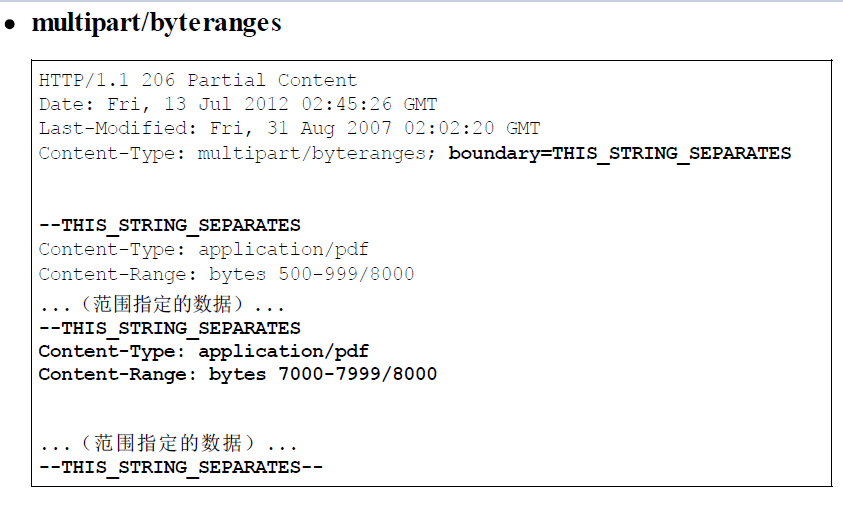 • multipart/byteranges
HTTP/1.1 206 Partial Content
Date: Fri, 13 Jul 2012 02:45:26 GMT
Last-Modified: Fri, 31 Aug 2007 02:02:20 GMT
Content-Type: multipart/byteranges; boundary=THIS_STRING_SEPARATES
--THIS_STRING_SEPARATES
Content-Type: application/pdf
Content-Range: bytes 500-999/8000
...（范围指定的数据）...
--THIS_STRING_SEPARATES
Content-Type: application/pdf
Content-Range: bytes 7000-7999/8000
...（范围指定的数据）...
--THIS_STRING_SEPARATES--